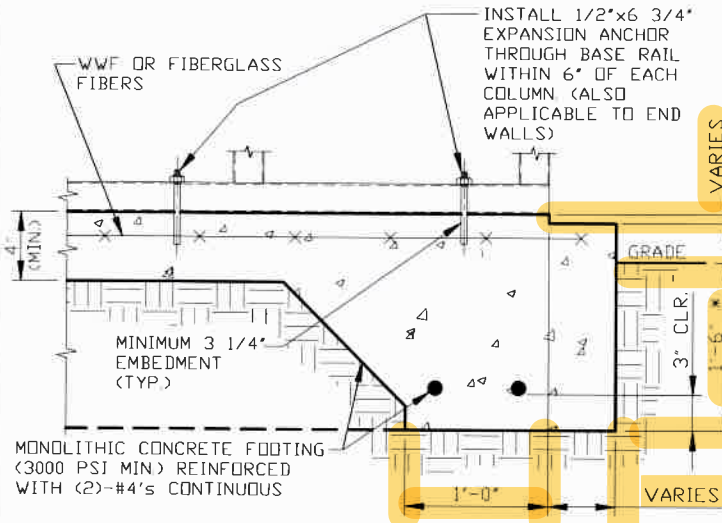 INSTALL 1/2"x6 3/4"
EXPANSION ANCHOR
THROUGH BASE RAIL
WITHIN 6" OF EACH
COLUMN (ALSO
APPLICABLE TO END
WALLS)
WWF OR FIBERGLASS
FIBERS
VARIES
4"
(MIN.)
GRADE
MINIMUM 3 1/4"
EMBEDMENT
(TYP.)
3" CLR.
1'-6" *
MONOLITHIC CONCRETE FOOTING
(3000 PSI MIN) REINFORCED
WITH (2)-#4's CONTINUOUS
1'-0"
VARIES